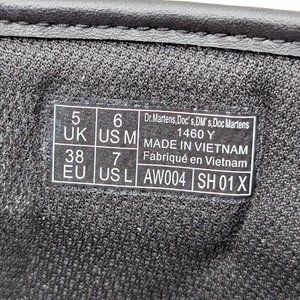 5 UK 6 US M Dr.Martens,Doc's,DM's,Doc Martens
1460 Y
MADE IN VIETNAM
38 EU 7 US L Fabriqué en Vietnam
AW004 SH 01 X